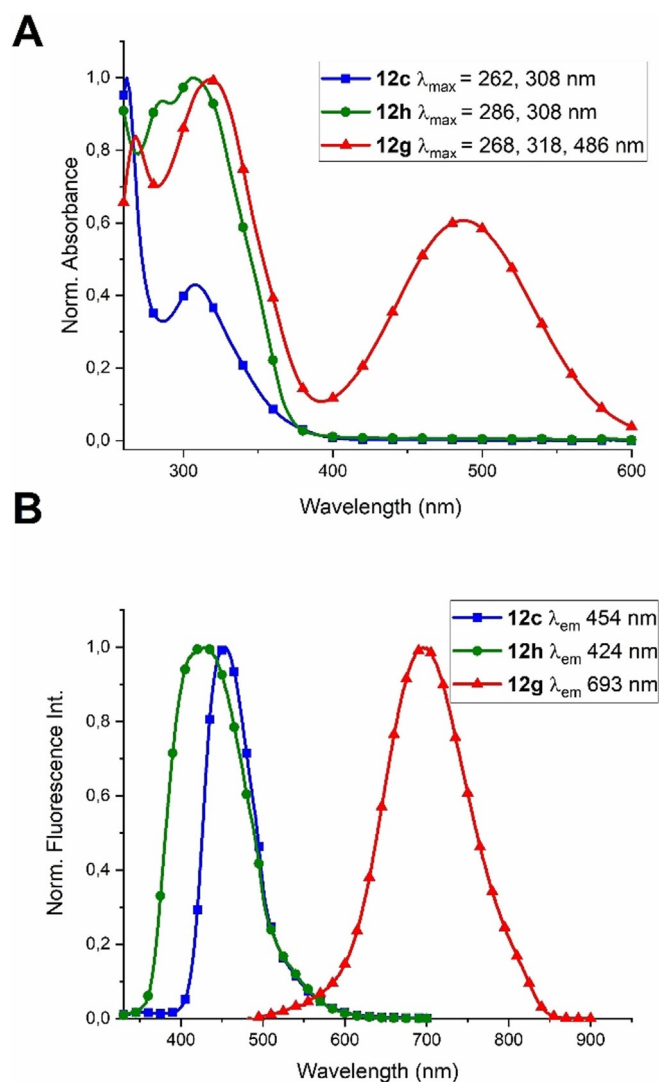 A
12c λmax = 262, 308 nm
12h λmax = 286, 308 nm
12g λmax = 268, 318, 486 nm
Norm. Absorbance
1,0
0,8
0,6
0,4
0,2
0,0
300 400 500 600
Wavelength (nm)
B
12c λem 454 nm
12h λem 424 nm
12g λem 693 nm
Norm. Fluorescence Int.
1,0
0,8
0,6
0,4
0,2
0,0
400 500 600 700 800 900
Wavelength (nm)